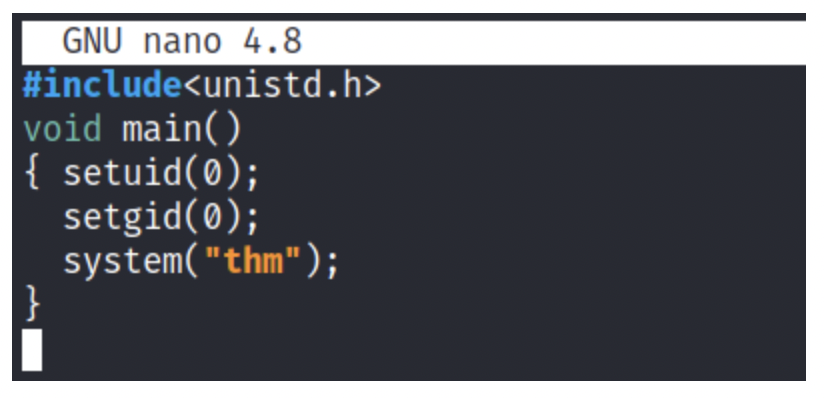 GNU nano 4.8
#include<unistd.h>
void main()
{ setuid(0);
  setgid(0);
  system("thm");
}